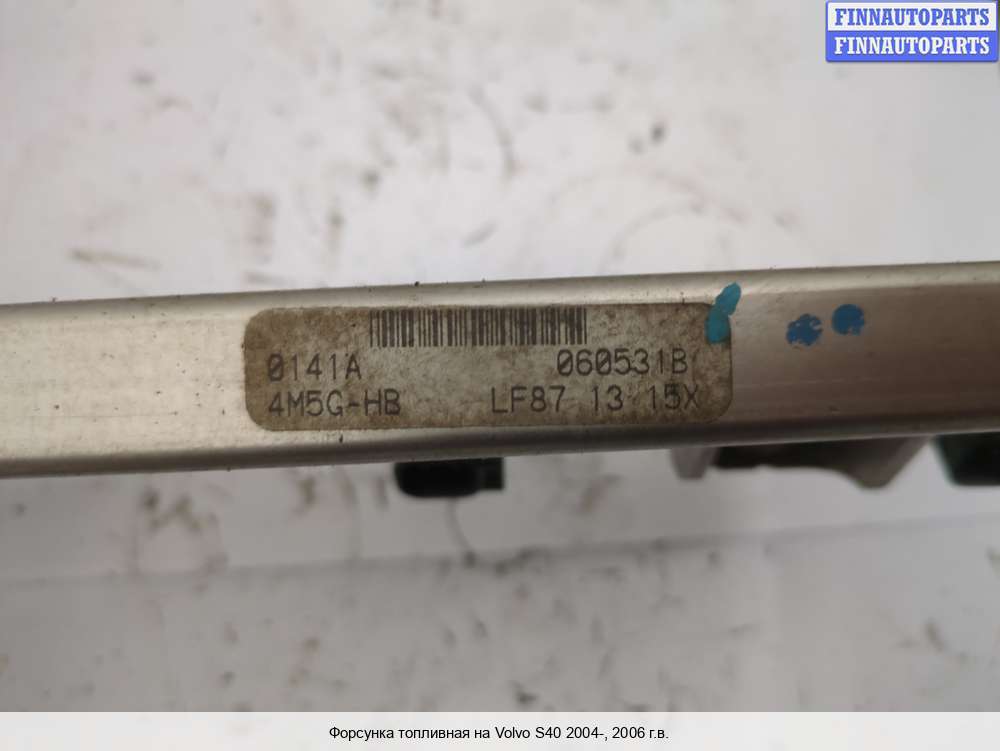 FINNAUTOPARTS
FINNAUTOPARTS
0141A 060531B
4M5G-HB LF87 13 15X
Форсунка топливная на Volvo S40 2004-, 2006 г.в.